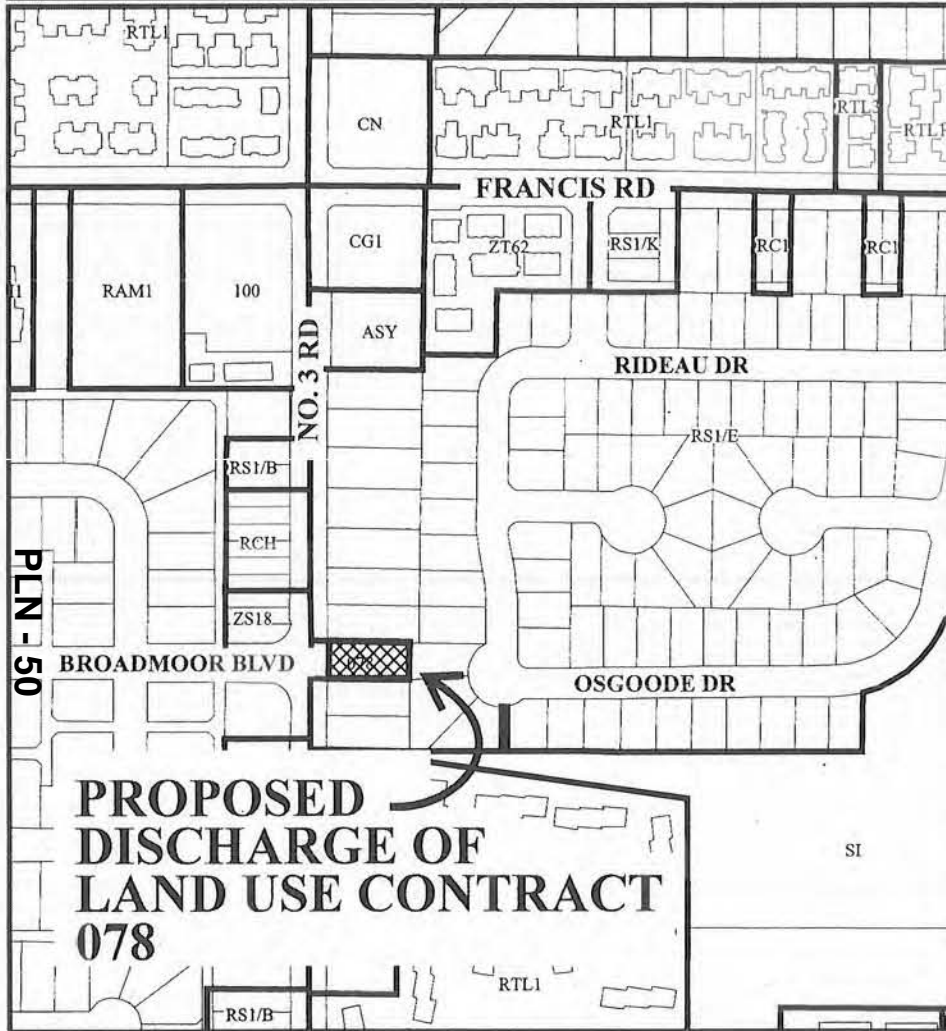 RTL1
CN
RTL1
RTL3
RTL1
FRANCIS RD
CG1
ZT62
RS1/K
RC1
RC1
RAM1
100
ASY
NO. 3 RD
RIDEAU DR
RS1/E
RS1/B
RCH
ZS18
PLN - 50
BROADMOOR BLVD
078
OSGOODE DR
PROPOSED
DISCHARGE OF
LAND USE CONTRACT
078
SI
RTL1
RS1/B